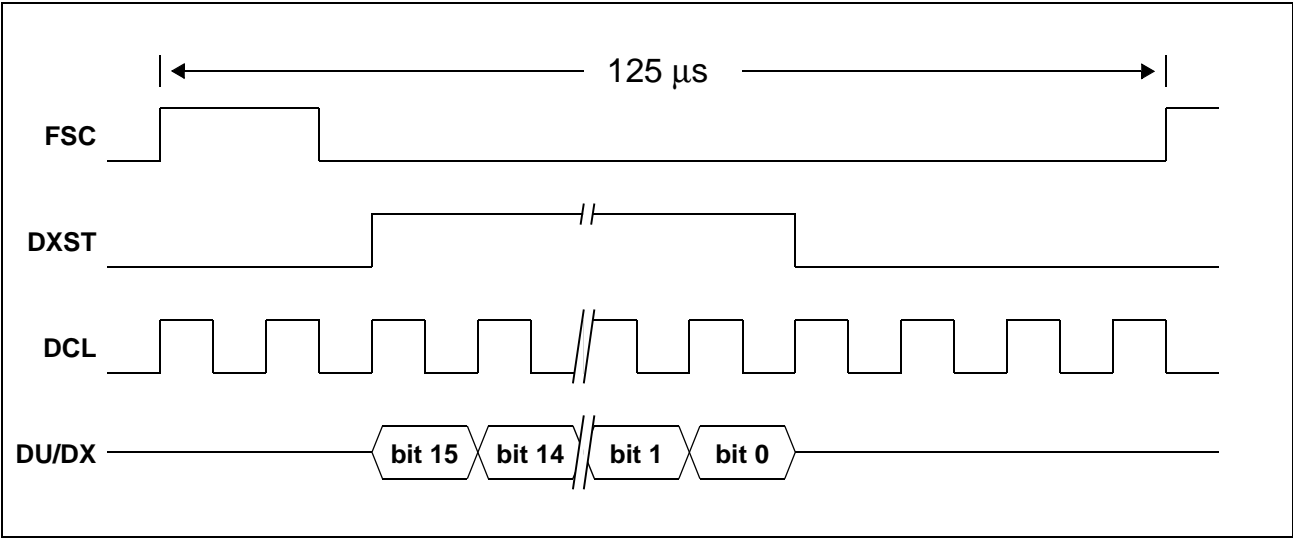 125 μs
FSC
DXST
DCL
DU/DX bit 15 bit 14 bit 1 bit 0